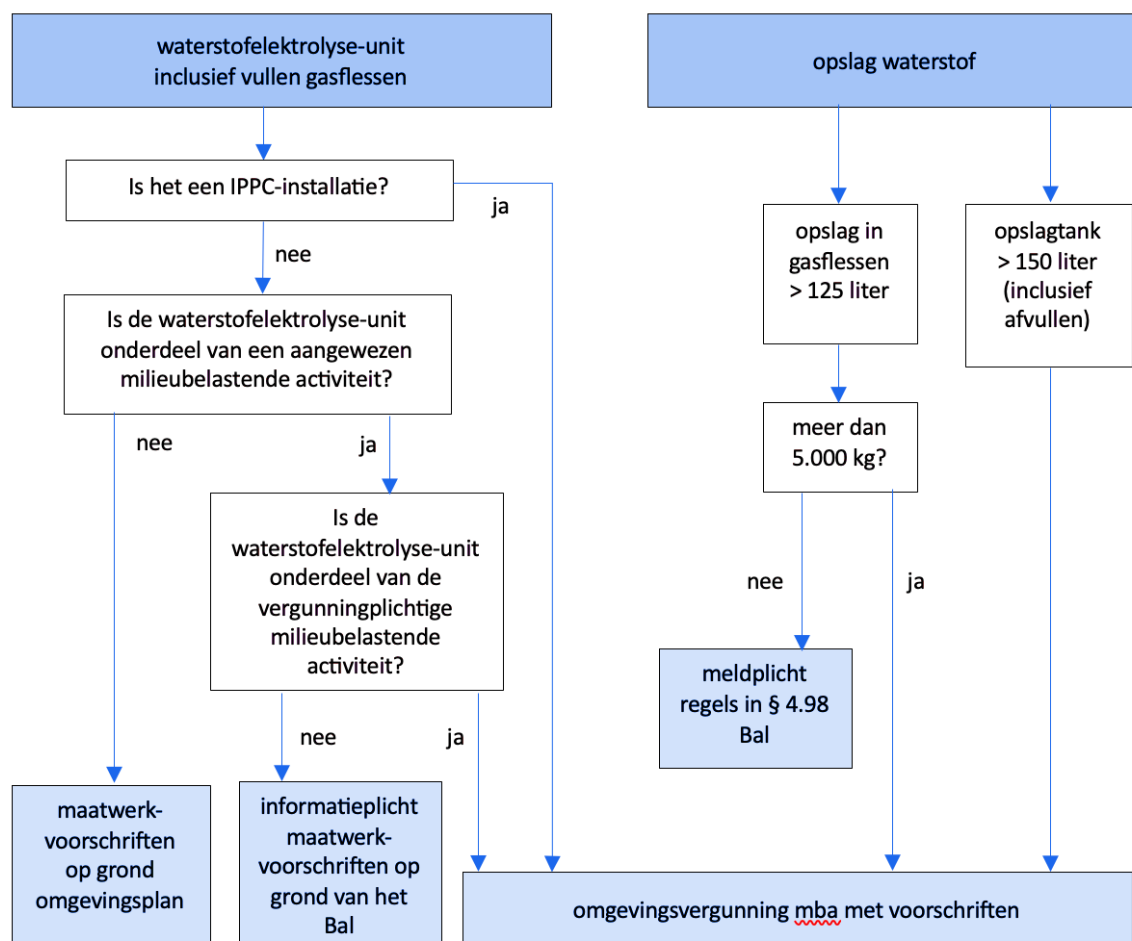 waterstofelektrolyse-unit
inclusief vullen gasflessen
opslag waterstof
Is het een IPPC-installatie?
ja
nee
opslag in
gasflessen
> 125 liter
opslagtank
> 150 liter
(inclusief
afvullen)
Is de waterstofelektrolyse-unit
onderdeel van een aangewezen
milieubelastende activiteit?
meer dan
5.000 kg?
nee
ja
Is de
waterstofelektrolyse-unit
onderdeel van de
vergunningplichtige
milieubelastende
activiteit?
nee
ja
meldplicht
regels in § 4.98
Bal
nee
ja
maatwerk-
voorschriften
op grond
omgevingsplan
informatieplicht
maatwerk-
voorschriften op
grond van het
Bal
omgevingsvergunning mba met voorschriften